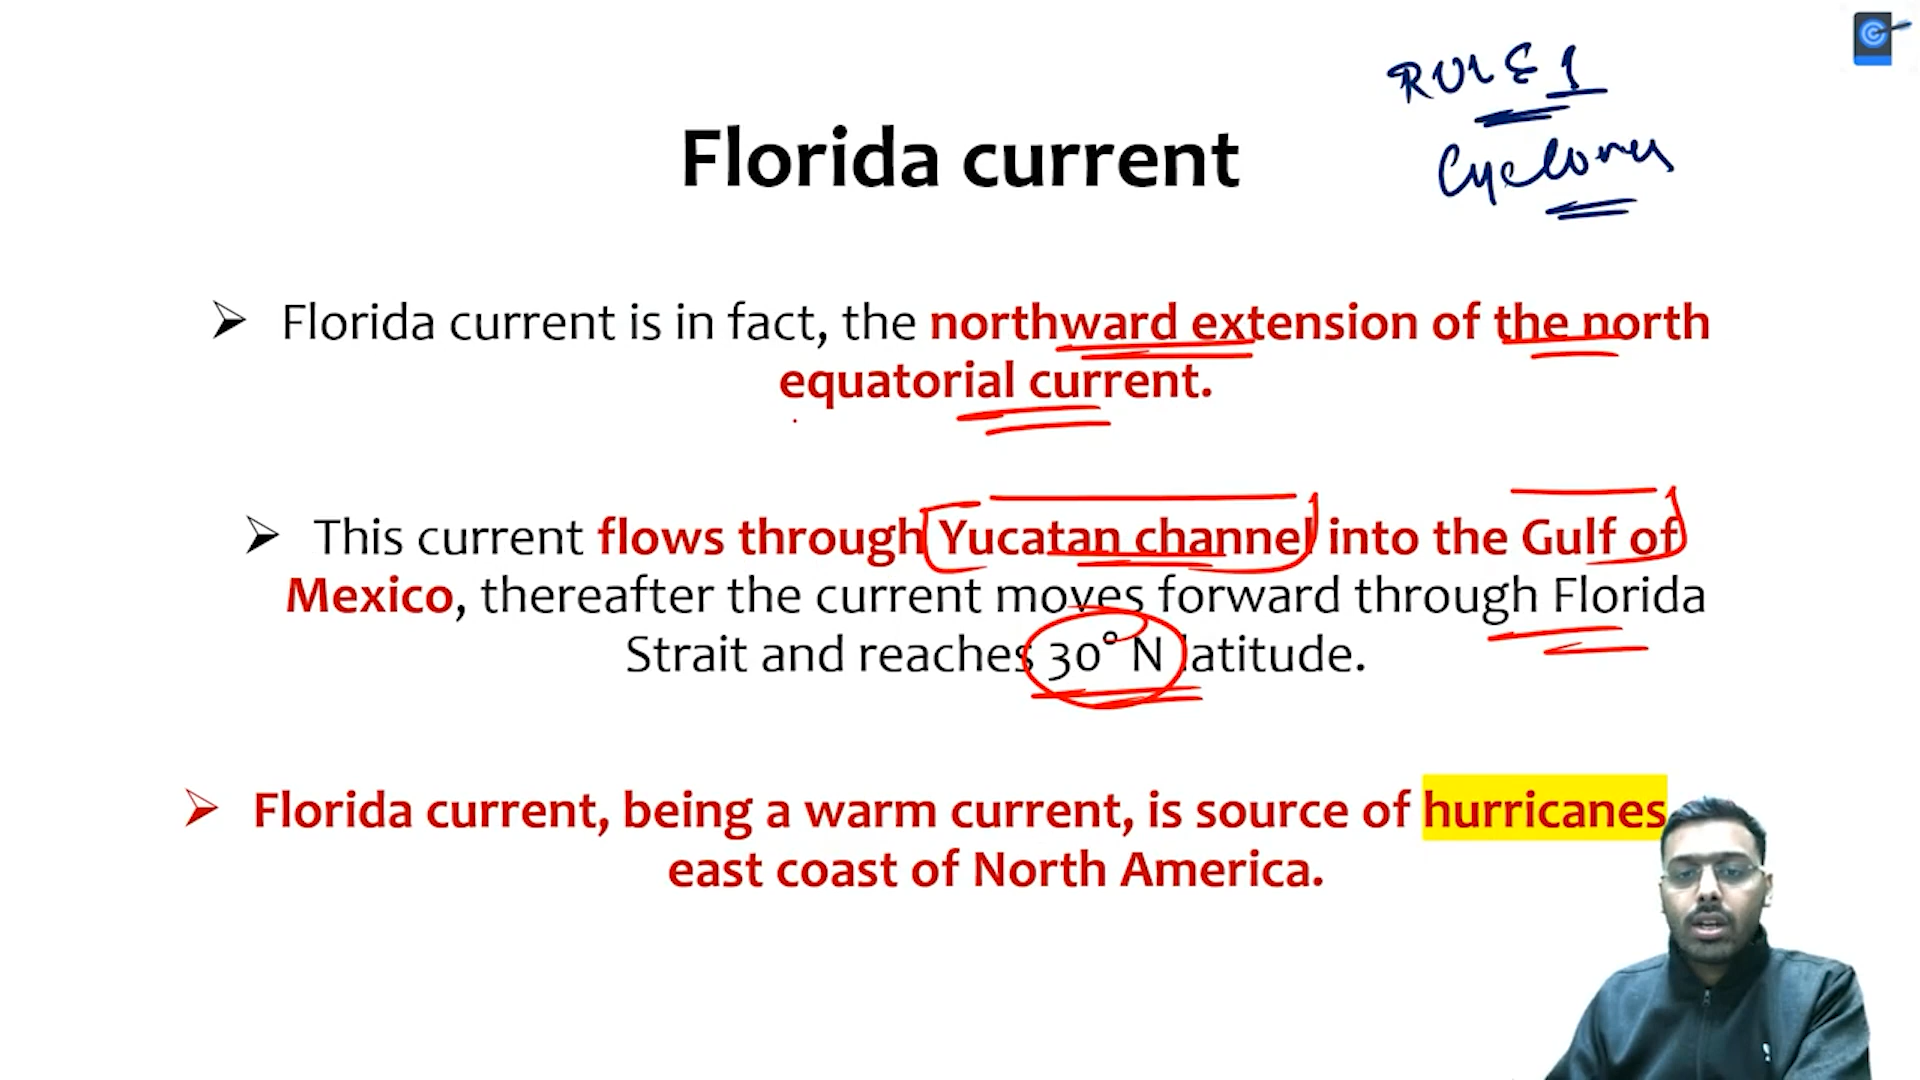 RULE 1
Cyclones
Florida current
➢ Florida current is in fact, the northward extension of the north
equatorial current.
➢ This current flows through Yucatan channel into the Gulf of
Mexico, thereafter the current moves forward through Florida
Strait and reaches 30° N latitude.
➢ Florida current, being a warm current, is source of hurricanes
east coast of North America.